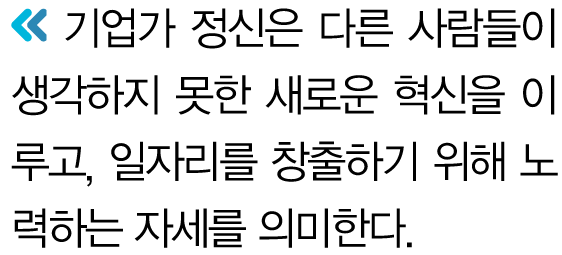 ≪ 기업가 정신은 다른 사람들이
생각하지 못한 새로운 혁신을 이
루고, 일자리를 창출하기 위해 노
력하는 자세를 의미한다.